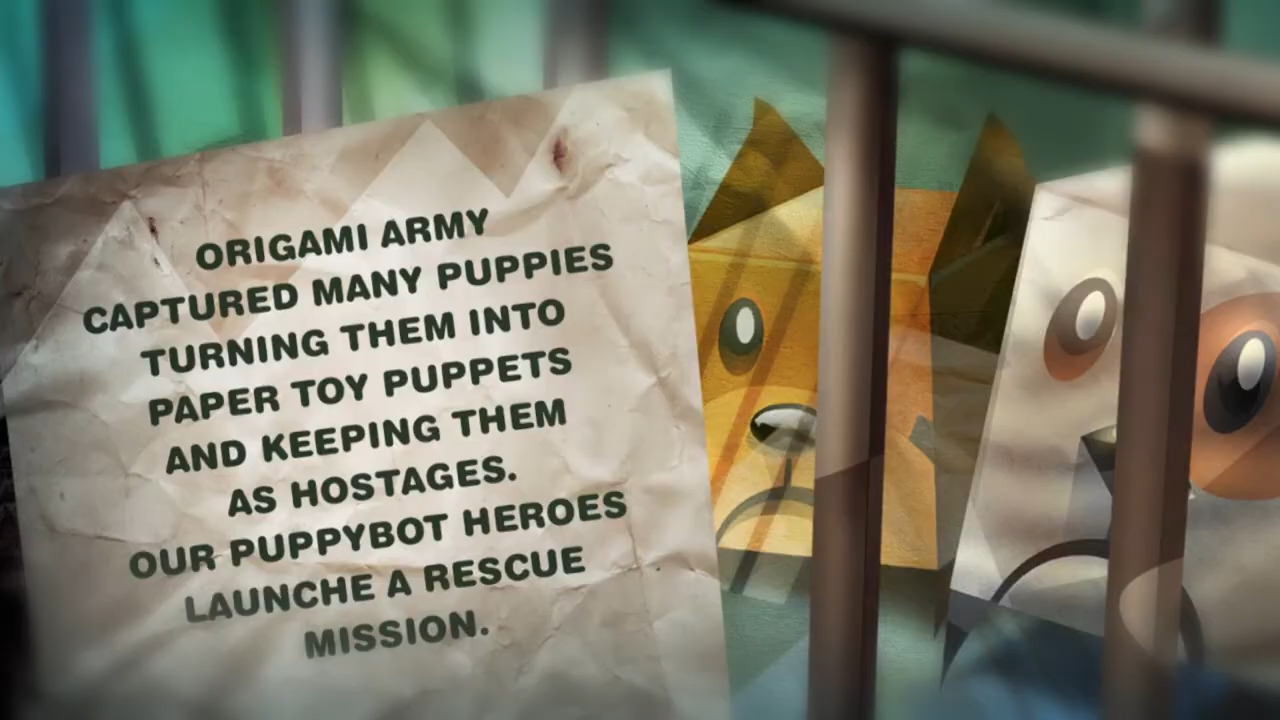 ORIGAMI ARMY
CAPTURED MANY PUPPIES
TURNING THEM INTO
PAPER TOY PUPPETS
AND KEEPING THEM
AS HOSTAGES.
OUR PUPPYBOT HEROES
LAUNCHE A RESCUE
MISSION.